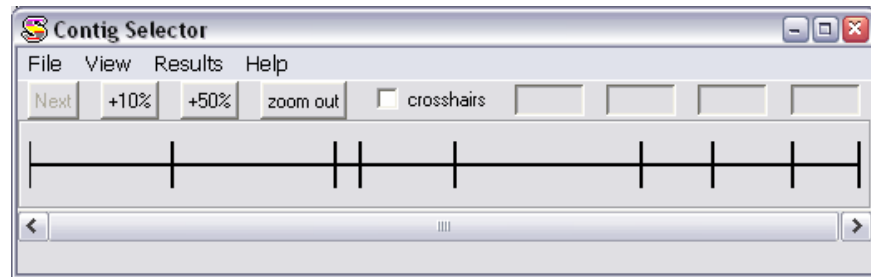 Contig Selector
File View Results Help
Next +10% +50% zoom out crosshairs